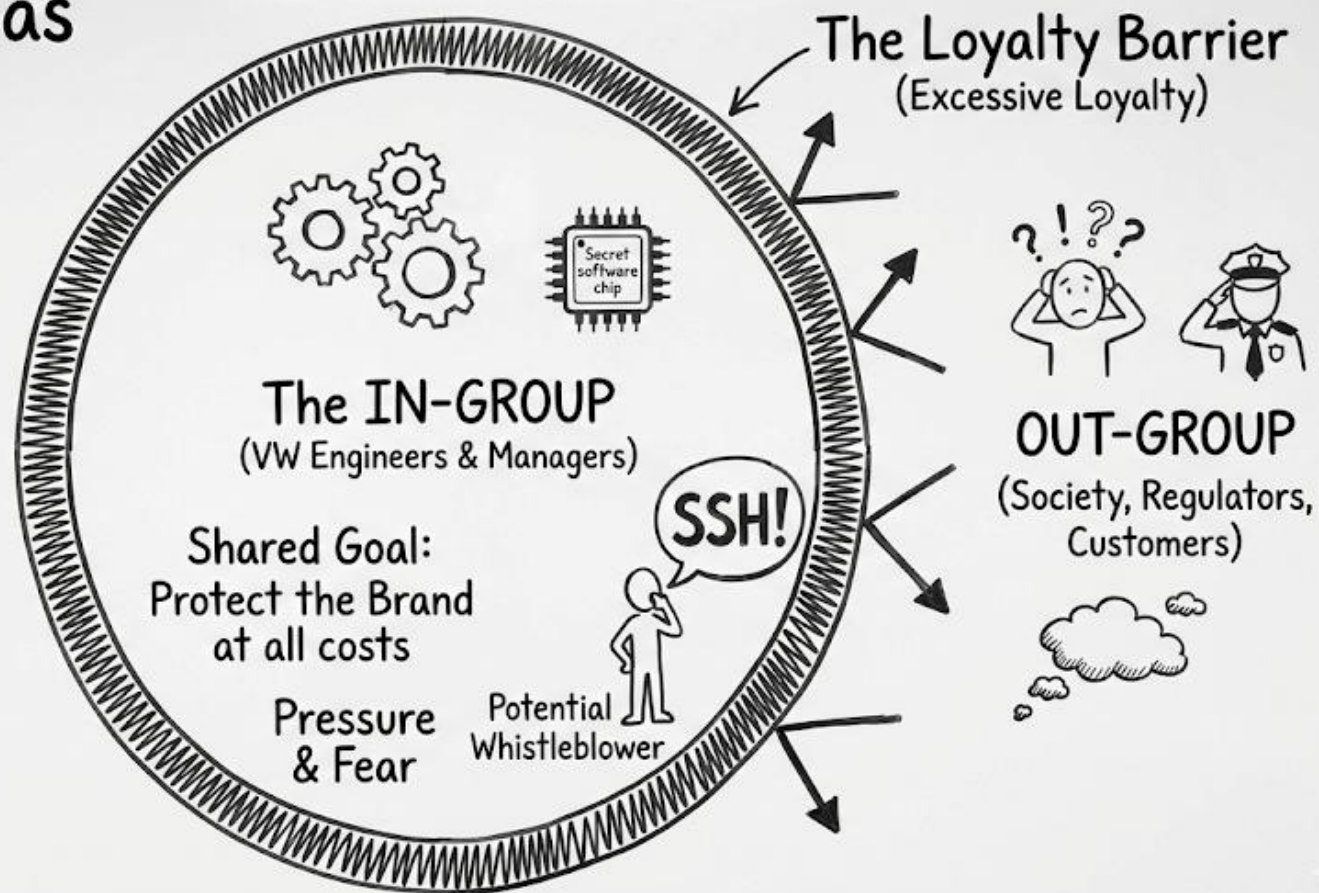 as
The Loyalty Barrier
(Excessive Loyalty)
? ! ? ?
Secret
software
chip
The IN-GROUP
(VW Engineers & Managers)
SSH!
OUT-GROUP
(Society, Regulators,
Customers)
Shared Goal:
Protect the Brand
at all costs
Pressure
& Fear
Potential
Whistleblower